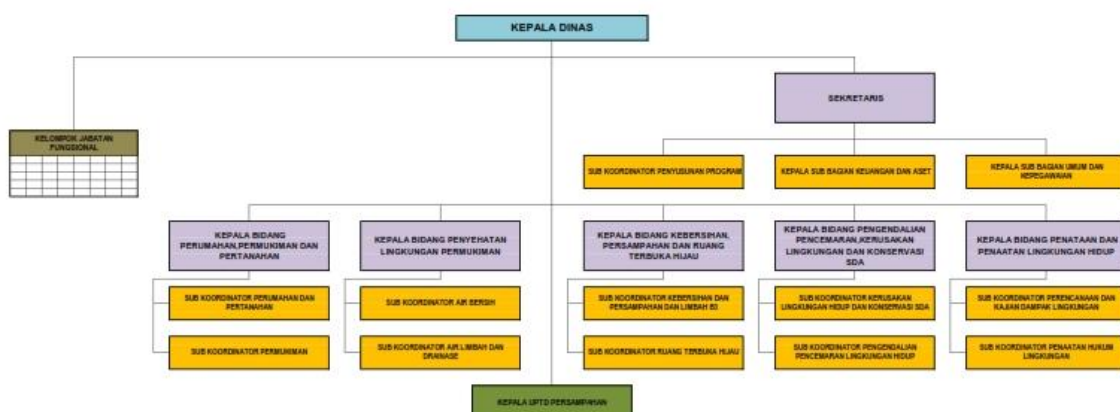 KEPALA DINAS
SEKRETARIS
KELOMPOK JABATAN
FUNGSIONAL
SUB KOORDINATOR PENYUSUNAN PROGRAM
KEPALA SUB BAGIAN KEUANGAN DAN ASET
KEPALA SUB BAGIAN UMUM DAN
KEPEGAWAIAN
KEPALA BIDANG
PERUMAHAN,PERMUKIMAN DAN
PERTANAHAN
KEPALA BIDANG PENYEHATAN
LINGKUNGAN PERMUKIMAN
KEPALA BIDANG KEBERSIHAN,
PERSAMPAHAN DAN RUANG
TERBUKA HIJAU
KEPALA BIDANG PENGENDALIAN
PENCEMARAN,KERUSAKAN
LINGKUNGAN DAN KONSERVASI
SDA
KEPALA BIDANG PENATAAN DAN
PENAATAN LINGKUNGAN HIDUP
SUB KOORDINATOR PERUMAHAN DAN
PERTANAHAN
SUB KOORDINATOR AIR BERSIH
SUB KOORDINATOR KEBERSIHAN DAN
PERSAMPAHAN DAN LIMBAH B3
SUB KOORDINATOR KERUSAKAN
LINGKUNGAN HIDUP DAN KONSERVASI SDA
SUB KOORDINATOR PERENCANAAN DAN
KAJIAN DAMPAK LINGKUNGAN
SUB KOORDINATOR PERMUKIMAN
SUB KOORDINATOR AIR LIMBAH DAN
DRAINASE
SUB KOORDINATOR RUANG TERBUKA HIJAU
SUB KOORDINATOR PENGENDALIAN
PENCEMARAN LINGKUNGAN HIDUP
SUB KOORDINATOR PENAATAN HUKUM
LINGKUNGAN
KEPALA UPTD PERSAMPAHAN